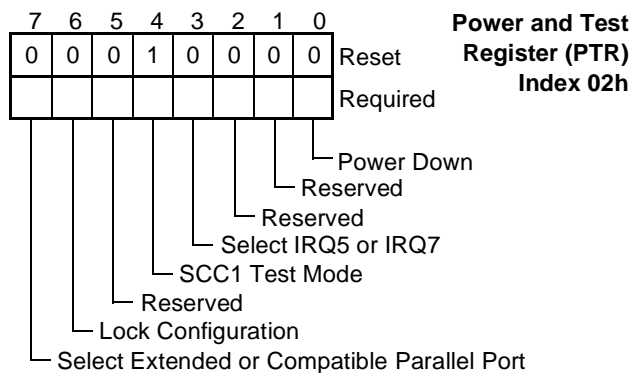 7 6 5 4 3 2 1 0
Power and Test
Register (PTR)
Index 02h
0 0 0 1 0 0 0 0 Reset
Required
Power Down
Reserved
Reserved
Select IRQ5 or IRQ7
SCC1 Test Mode
Reserved
Lock Configuration
Select Extended or Compatible Parallel Port